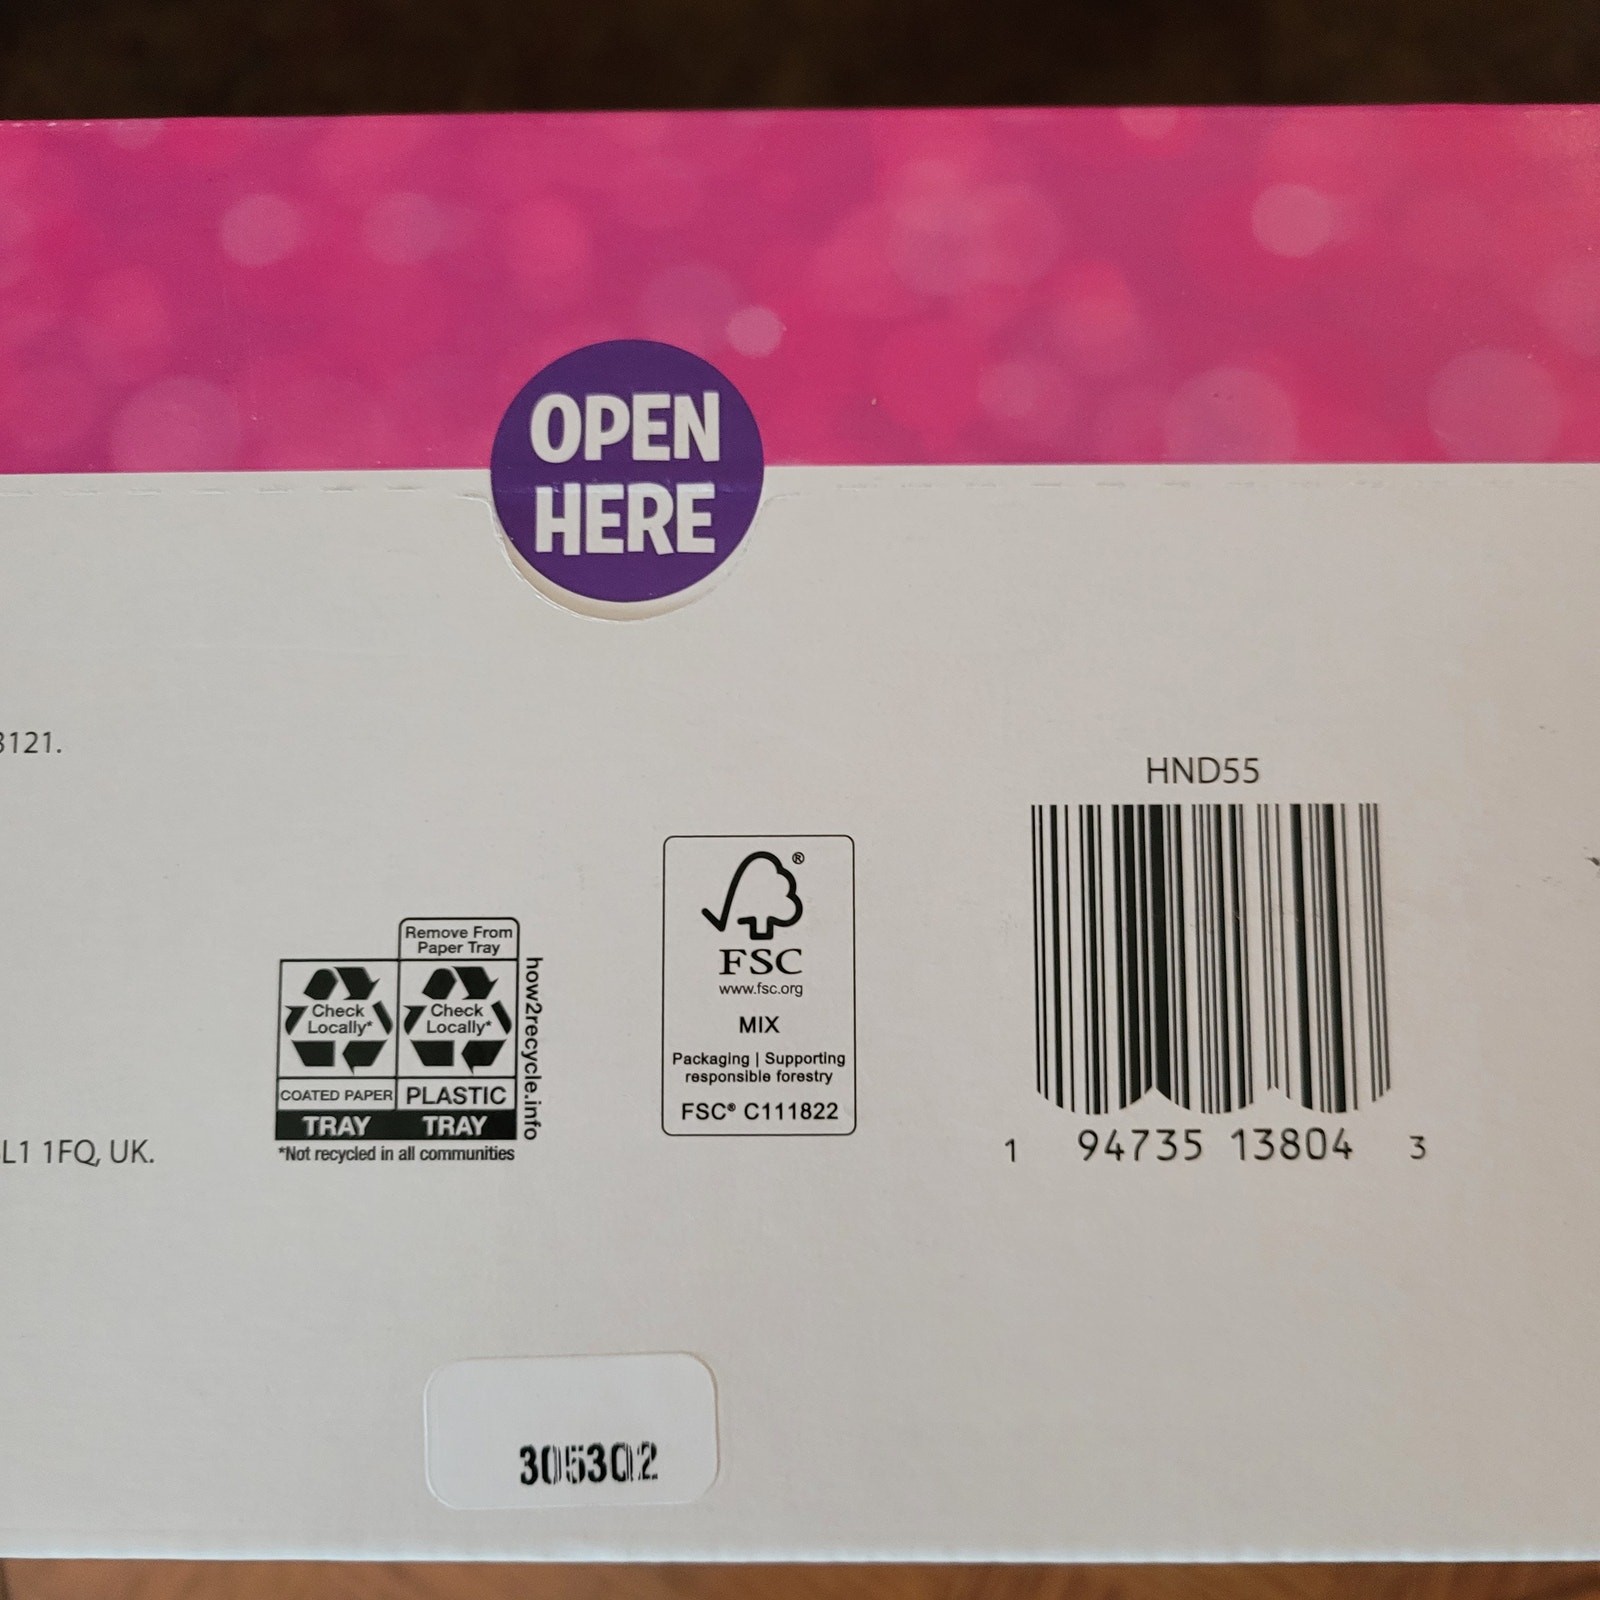 OPEN
HERE
3121.
HND55
Remove From
Paper Tray
Check
Locally*
Check
Locally*
COATED PAPER
PLASTIC
TRAY
TRAY
how2recycle.info
*Not recycled in all communities
®
FSC
www.fsc.org
MIX
Packaging | Supporting
responsible forestry
FSC® C111822
1 94735 13804 3
L1 1FQ, UK.
305302